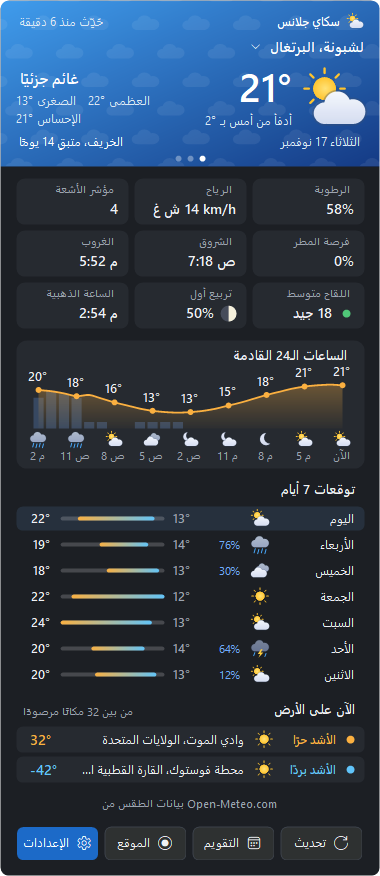 سكاي جلانس
حُدِّث منذ 6 دقيقة
لشبونة، البرتغال
21°
غائم جزئيًا
العظمى 22° الصغرى 13°
أدفأ من أمس بـ 2°
الإحساس 21°
الثلاثاء 17 نوفمبر
الخريف، متبق 14 يومًا
الرطوبة
58%
الرياح
14 km/h ش غ
مؤشر الأشعة
4
فرصة المطر
0%
الشروق
7:18 ص
الغروب
5:52 م
اللقاح متوسط
18 جيد
تربيع أول
50%
الساعة الذهبية
2:54 م
الساعات الـ24 القادمة
21° 21° 18° 15° 13° 13° 16° 18° 20°
الآن 5 م 8 م 11 م 2 ص 5 ص 8 ص 11 ص 2 م
توقعات 7 أيام
اليوم 13° 22°
الأربعاء 76% 14° 19°
الخميس 30% 13° 18°
الجمعة 12° 22°
السبت 13° 24°
الأحد 64% 14° 20°
الاثنين 12% 13° 20°
الآن على الأرض
من بين 32 مكانًا مرصودًا
الأشد حرًا وادي الموت، الولايات المتحدة 32°
الأشد بردًا محطة فوستوك، القارة القطبية ا... -42°
بيانات الطقس من Open-Meteo.com
تحديث
التقويم
الموقع
الإعدادات